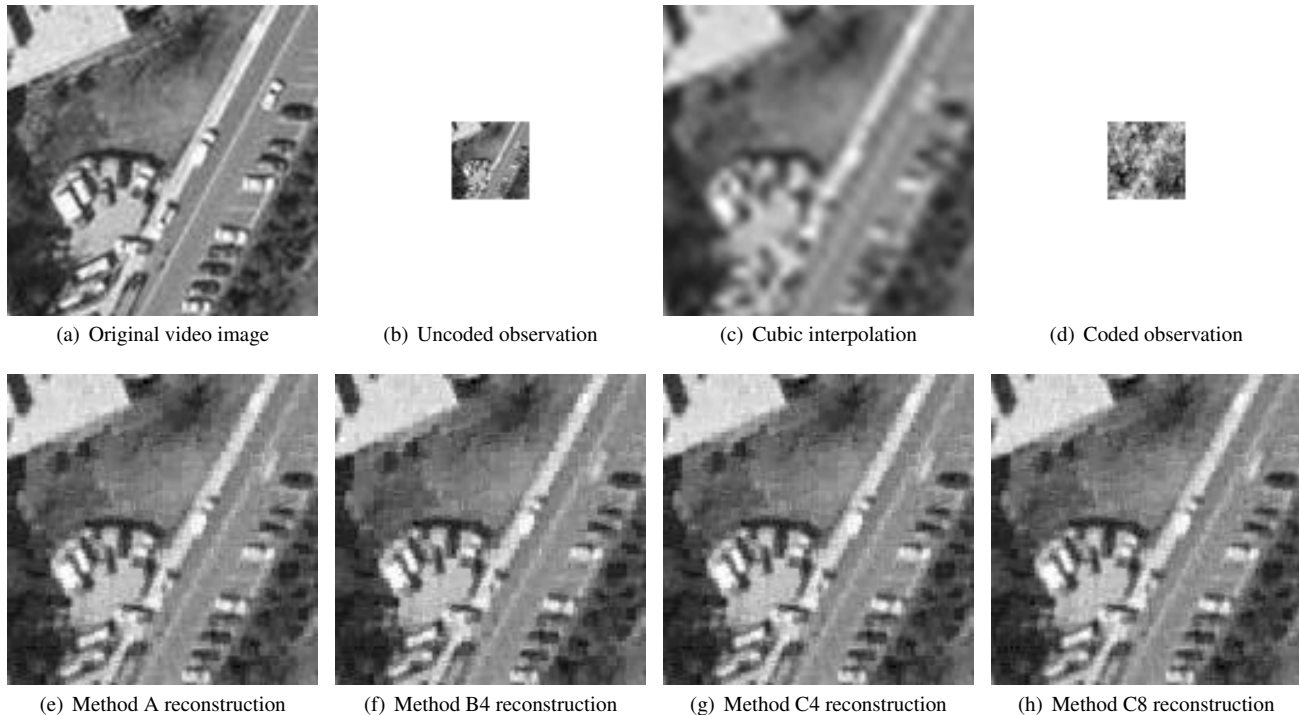 (a) Original video image
(b) Uncoded observation
(c) Cubic interpolation
(d) Coded observation
(e) Method A reconstruction
(f) Method B4 reconstruction
(g) Method C4 reconstruction
(h) Method C8 reconstruction